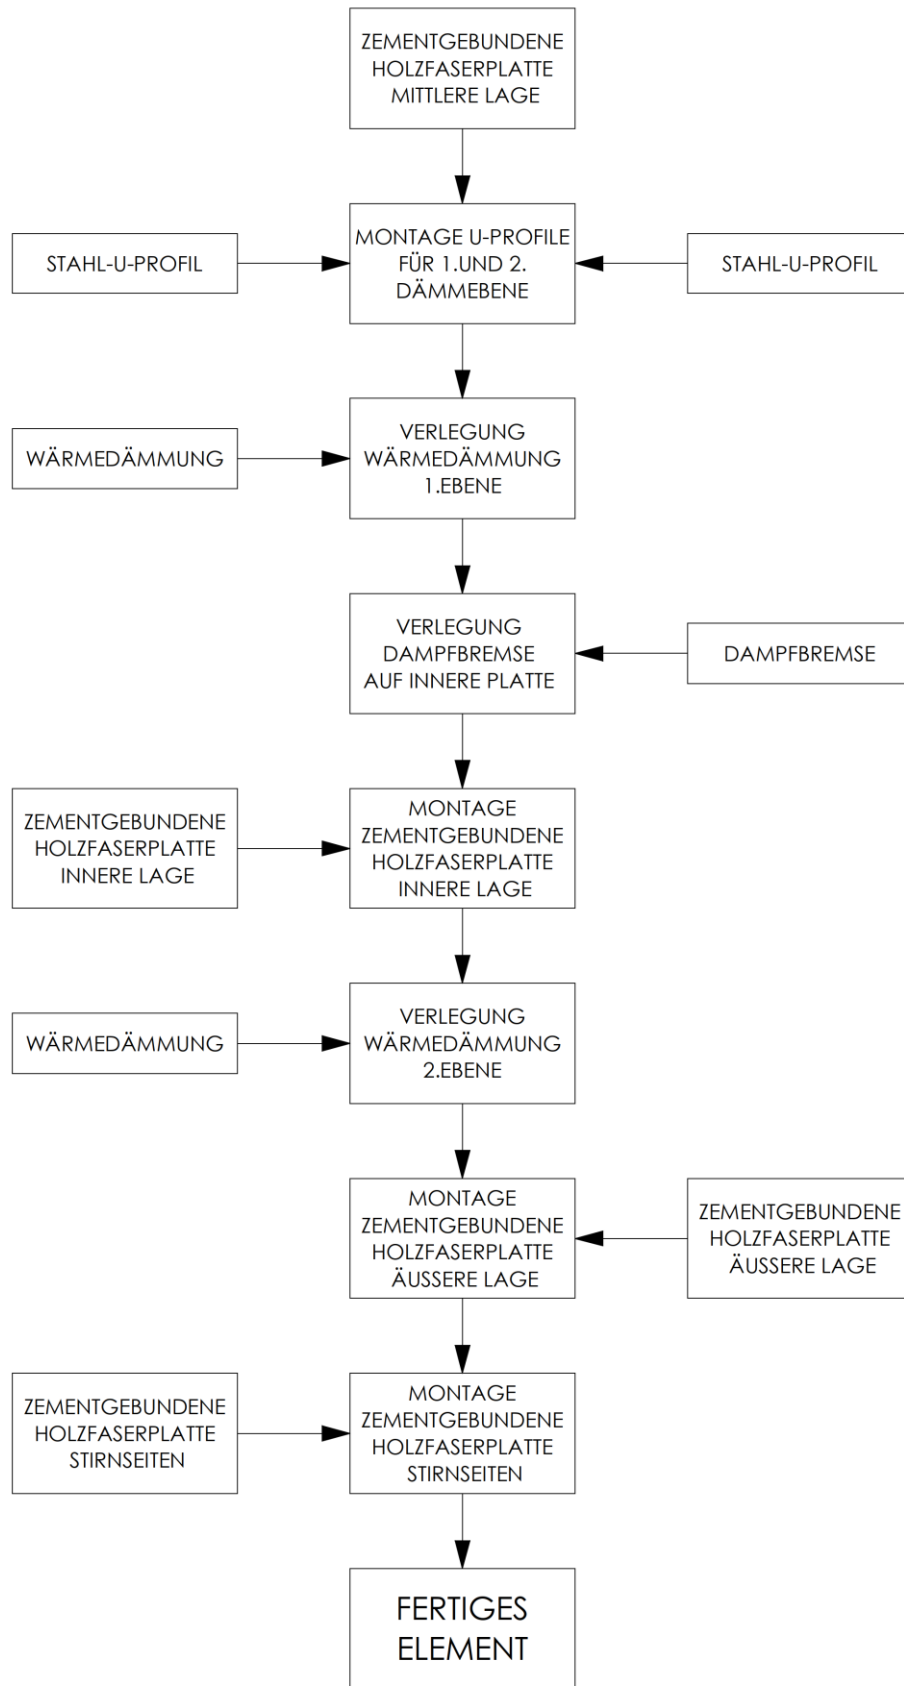 ZEMENTGEBUNDENE
HOLZFASERPLATTE
MITTLERE LAGE
STAHL-U-PROFIL
MONTAGE U-PROFILE
FÜR 1.UND 2.
DÄMMEBENE
STAHL-U-PROFIL
WÄRMEDÄMMUNG
VERLEGUNG
WÄRMEDÄMMUNG
1.EBENE
VERLEGUNG
DAMPFBREMSE
AUF INNERE PLATTE
DAMPFBREMSE
ZEMENTGEBUNDENE
HOLZFASERPLATTE
INNERE LAGE
MONTAGE
ZEMENTGEBUNDENE
HOLZFASERPLATTE
INNERE LAGE
WÄRMEDÄMMUNG
VERLEGUNG
WÄRMEDÄMMUNG
2.EBENE
MONTAGE
ZEMENTGEBUNDENE
HOLZFASERPLATTE
ÄUSSERE LAGE
ZEMENTGEBUNDENE
HOLZFASERPLATTE
ÄUSSERE LAGE
ZEMENTGEBUNDENE
HOLZFASERPLATTE
STIRNSEITEN
MONTAGE
ZEMENTGEBUNDENE
HOLZFASERPLATTE
STIRNSEITEN
FERTIGES
ELEMENT